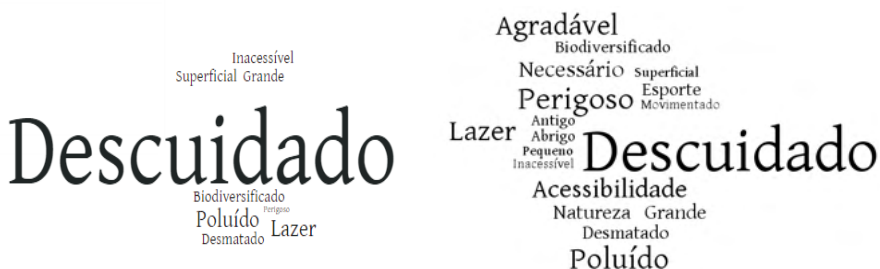 Inacessível
Superficial Grande
Descuidado
Biodiversificado
Perigoso
Poluído
Lazer
Desmatado
Agradável
Biodiversificado
Necessário Superficial
Perigoso Esporte
Movimentado
Antigo
Lazer Abrigo
Pequeno
Inacessível
Descuidado
Acessibilidade
Natureza Grande
Desmatado
Poluído